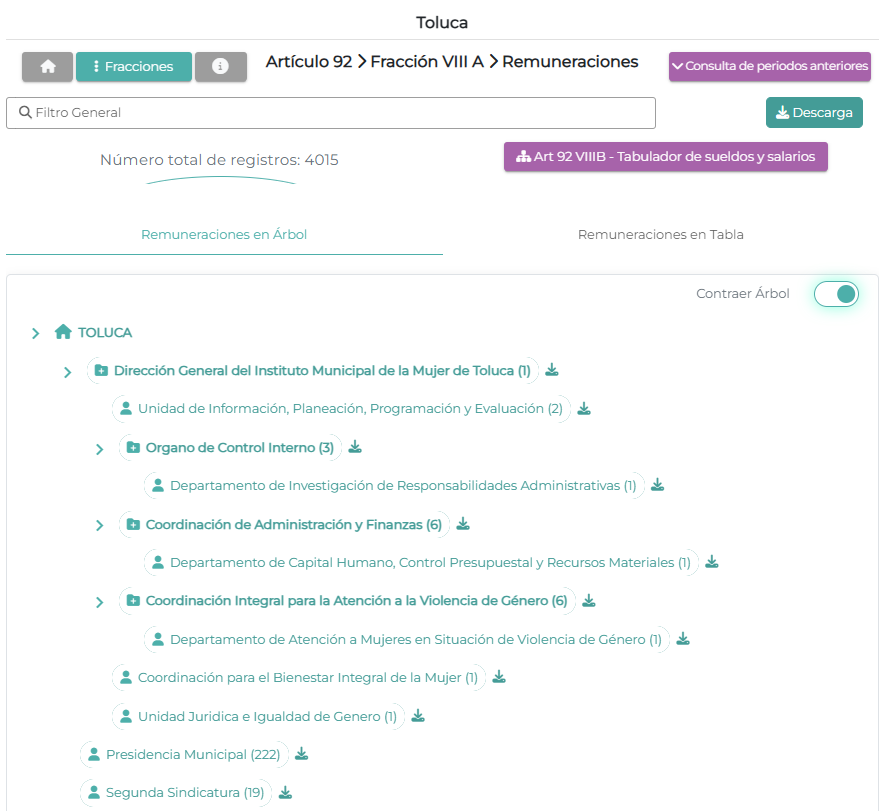 Toluca
Fracciones
Artículo 92 > Fracción VIII A > Remuneraciones
Consulta de periodos anteriores
Filtro General
Descarga
Número total de registros: 4015
Art 92 VIIIB - Tabulador de sueldos y salarios
Remuneraciones en Árbol
Remuneraciones en Tabla
Contraer Árbol
TOLUCA
Dirección General del Instituto Municipal de la Mujer de Toluca (1)
Unidad de Información, Planeación, Programación y Evaluación (2)
Organo de Control Interno (3)
Departamento de Investigación de Responsabilidades Administrativas (1)
Coordinación de Administración y Finanzas (6)
Departamento de Capital Humano, Control Presupuestal y Recursos Materiales (1)
Coordinación Integral para la Atención a la Violencia de Género (6)
Departamento de Atención a Mujeres en Situación de Violencia de Género (1)
Coordinación para el Bienestar Integral de la Mujer (1)
Unidad Juridica e Igualdad de Genero (1)
Presidencia Municipal (222)
Segunda Sindicatura (19)